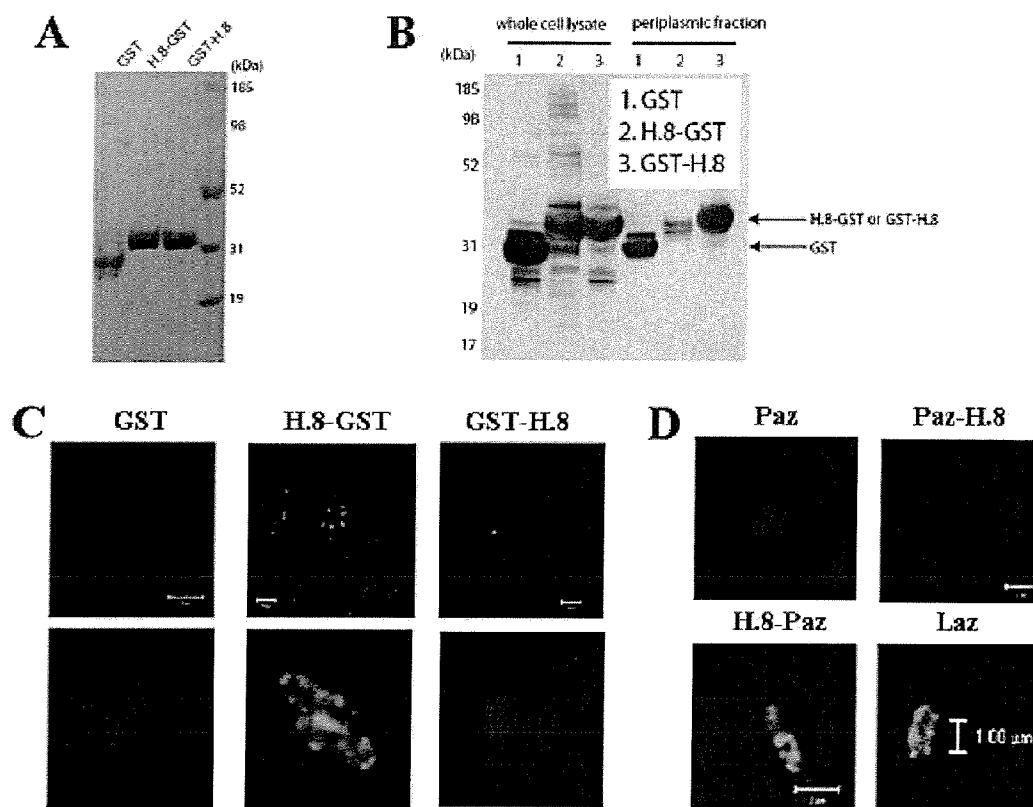 A
GST
H.8-GST
GST-H.8
(kDa)
185
98
52
31
19
B
whole cell lysate periplasmic fraction
(kDa) 1 2 3 1 2 3
185
98
52
31
19
17
1. GST
2. H.8-GST
3. GST-H.8
H.8-GST or GST-H.8
GST
C
GST H.8-GST GST-H.8
D
Paz Paz-H.8
H.8-Paz Laz
1.00 µm